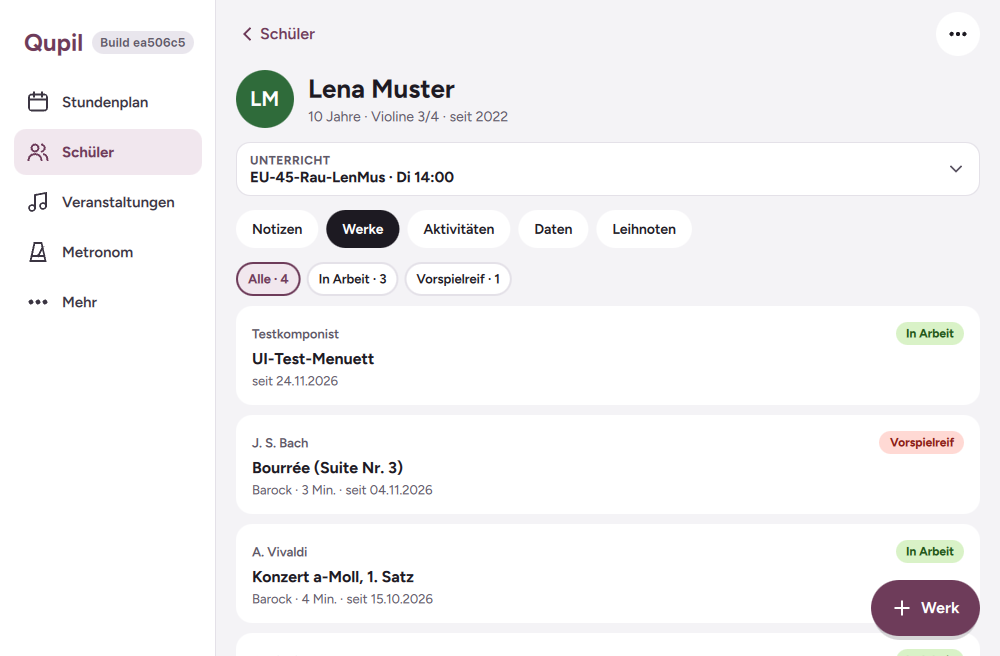 Qupil
Build ea506c5
Stundenplan
Schüler
Veranstaltungen
Metronom
Mehr
Schüler
LM
Lena Muster
10 Jahre · Violine 3/4 · seit 2022
UNTERRICHT
EU-45-Rau-LenMus · Di 14:00
Notizen
Werke
Aktivitäten
Daten
Leihnoten
Alle · 4
In Arbeit · 3
Vorspielreif · 1
Testkomponist
In Arbeit
UI-Test-Menuett
seit 24.11.2026
J. S. Bach
Vorspielreif
Bourrée (Suite Nr. 3)
Barock · 3 Min. · seit 04.11.2026
A. Vivaldi
In Arbeit
Konzert a-Moll, 1. Satz
Barock · 4 Min. · seit 15.10.2026
Werk